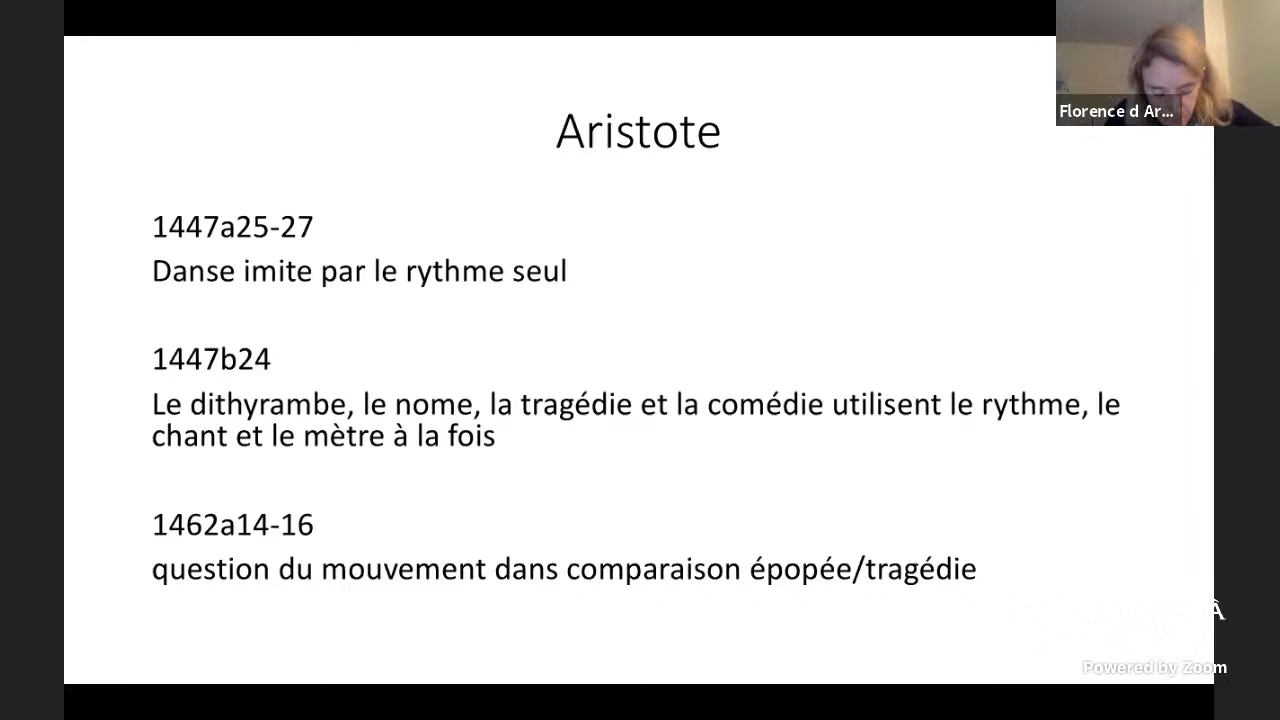 Aristote
Florence d Ar...
1447a25-27
Danse imite par le rythme seul
1447b24
Le dithyrambe, le nome, la tragédie et la comédie utilisent le rythme, le
chant et le mètre à la fois
1462a14-16
question du mouvement dans comparaison épopée/tragédie
Powered by Zoom